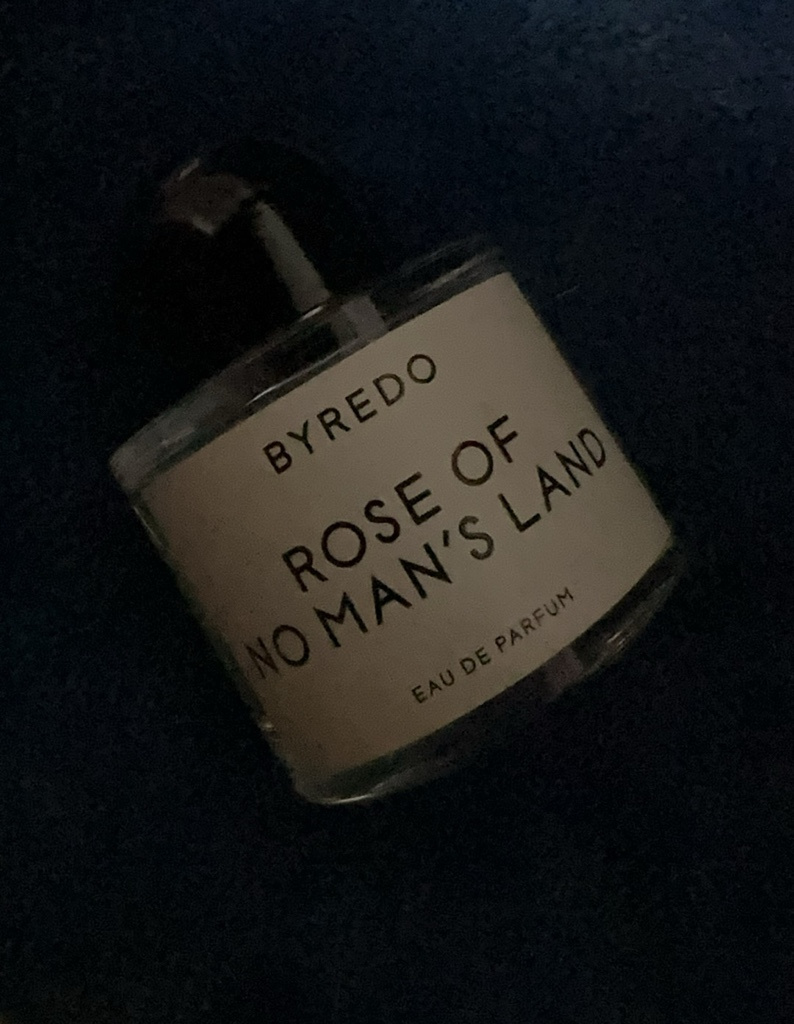 BYREDO
ROSE OF
NO MAN'S LAND
EAU DE PARFUM